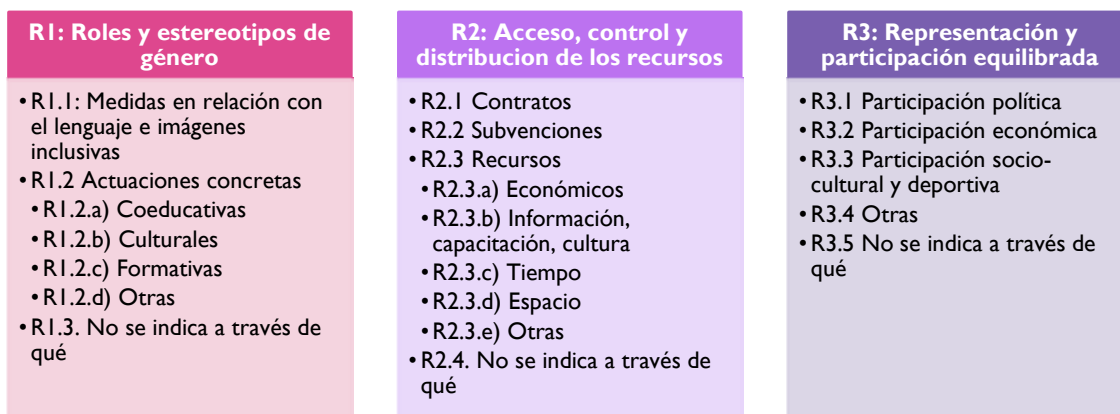 R1: Roles y estereotipos de
género
• R1.1: Medidas en relación con
el lenguaje e imágenes
inclusivas
• R1.2 Actuaciones concretas
• R1.2.a) Coeducativas
• R1.2.b) Culturales
• R1.2.c) Formativas
• R1.2.d) Otras
• R1.3. No se indica a través de
qué
R2: Acceso, control y
distribucion de los recursos
• R2.1 Contratos
• R2.2 Subvenciones
• R2.3 Recursos
• R2.3.a) Económicos
• R2.3.b) Información,
capacitación, cultura
• R2.3.c) Tiempo
• R2.3.d) Espacio
• R2.3.e) Otras
• R2.4. No se indica a través de
qué
R3: Representación y
participación equilibrada
• R3.1 Participación política
• R3.2 Participación económica
• R3.3 Participación socio-
cultural y deportiva
• R3.4 Otras
• R3.5 No se indica a través de
qué